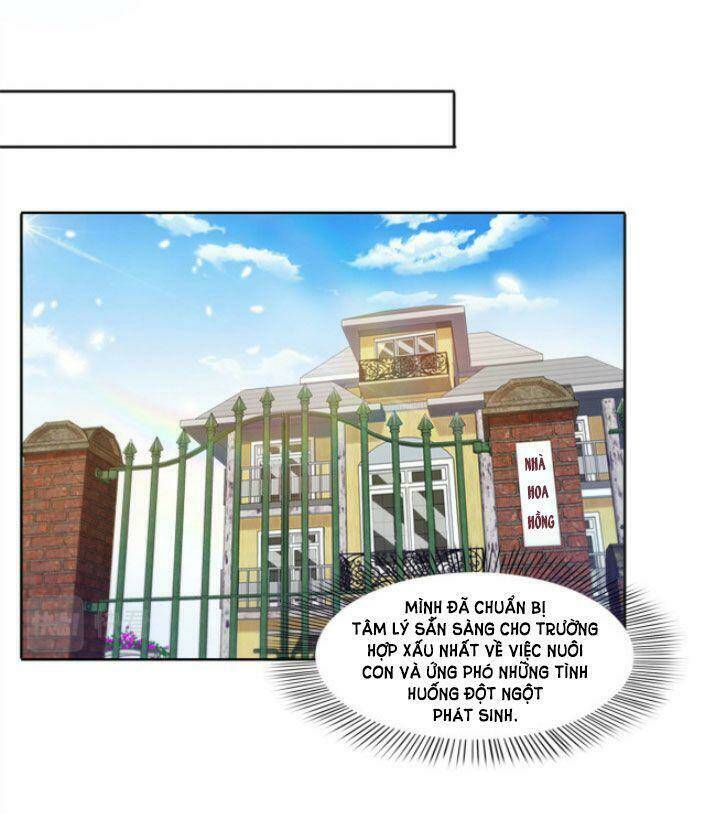 NHÀ
HOA
HỒNG
MÌNH ĐÃ CHUẨN BỊ
TÂM LÝ SẴN SÀNG CHO TRƯỜNG
HỢP XẤU NHẤT VỀ VIỆC NUÔI
CON VÀ ỨNG PHÓ NHỮNG TÌNH
HUỐNG ĐỘT NGỘT
PHÁT SINH.